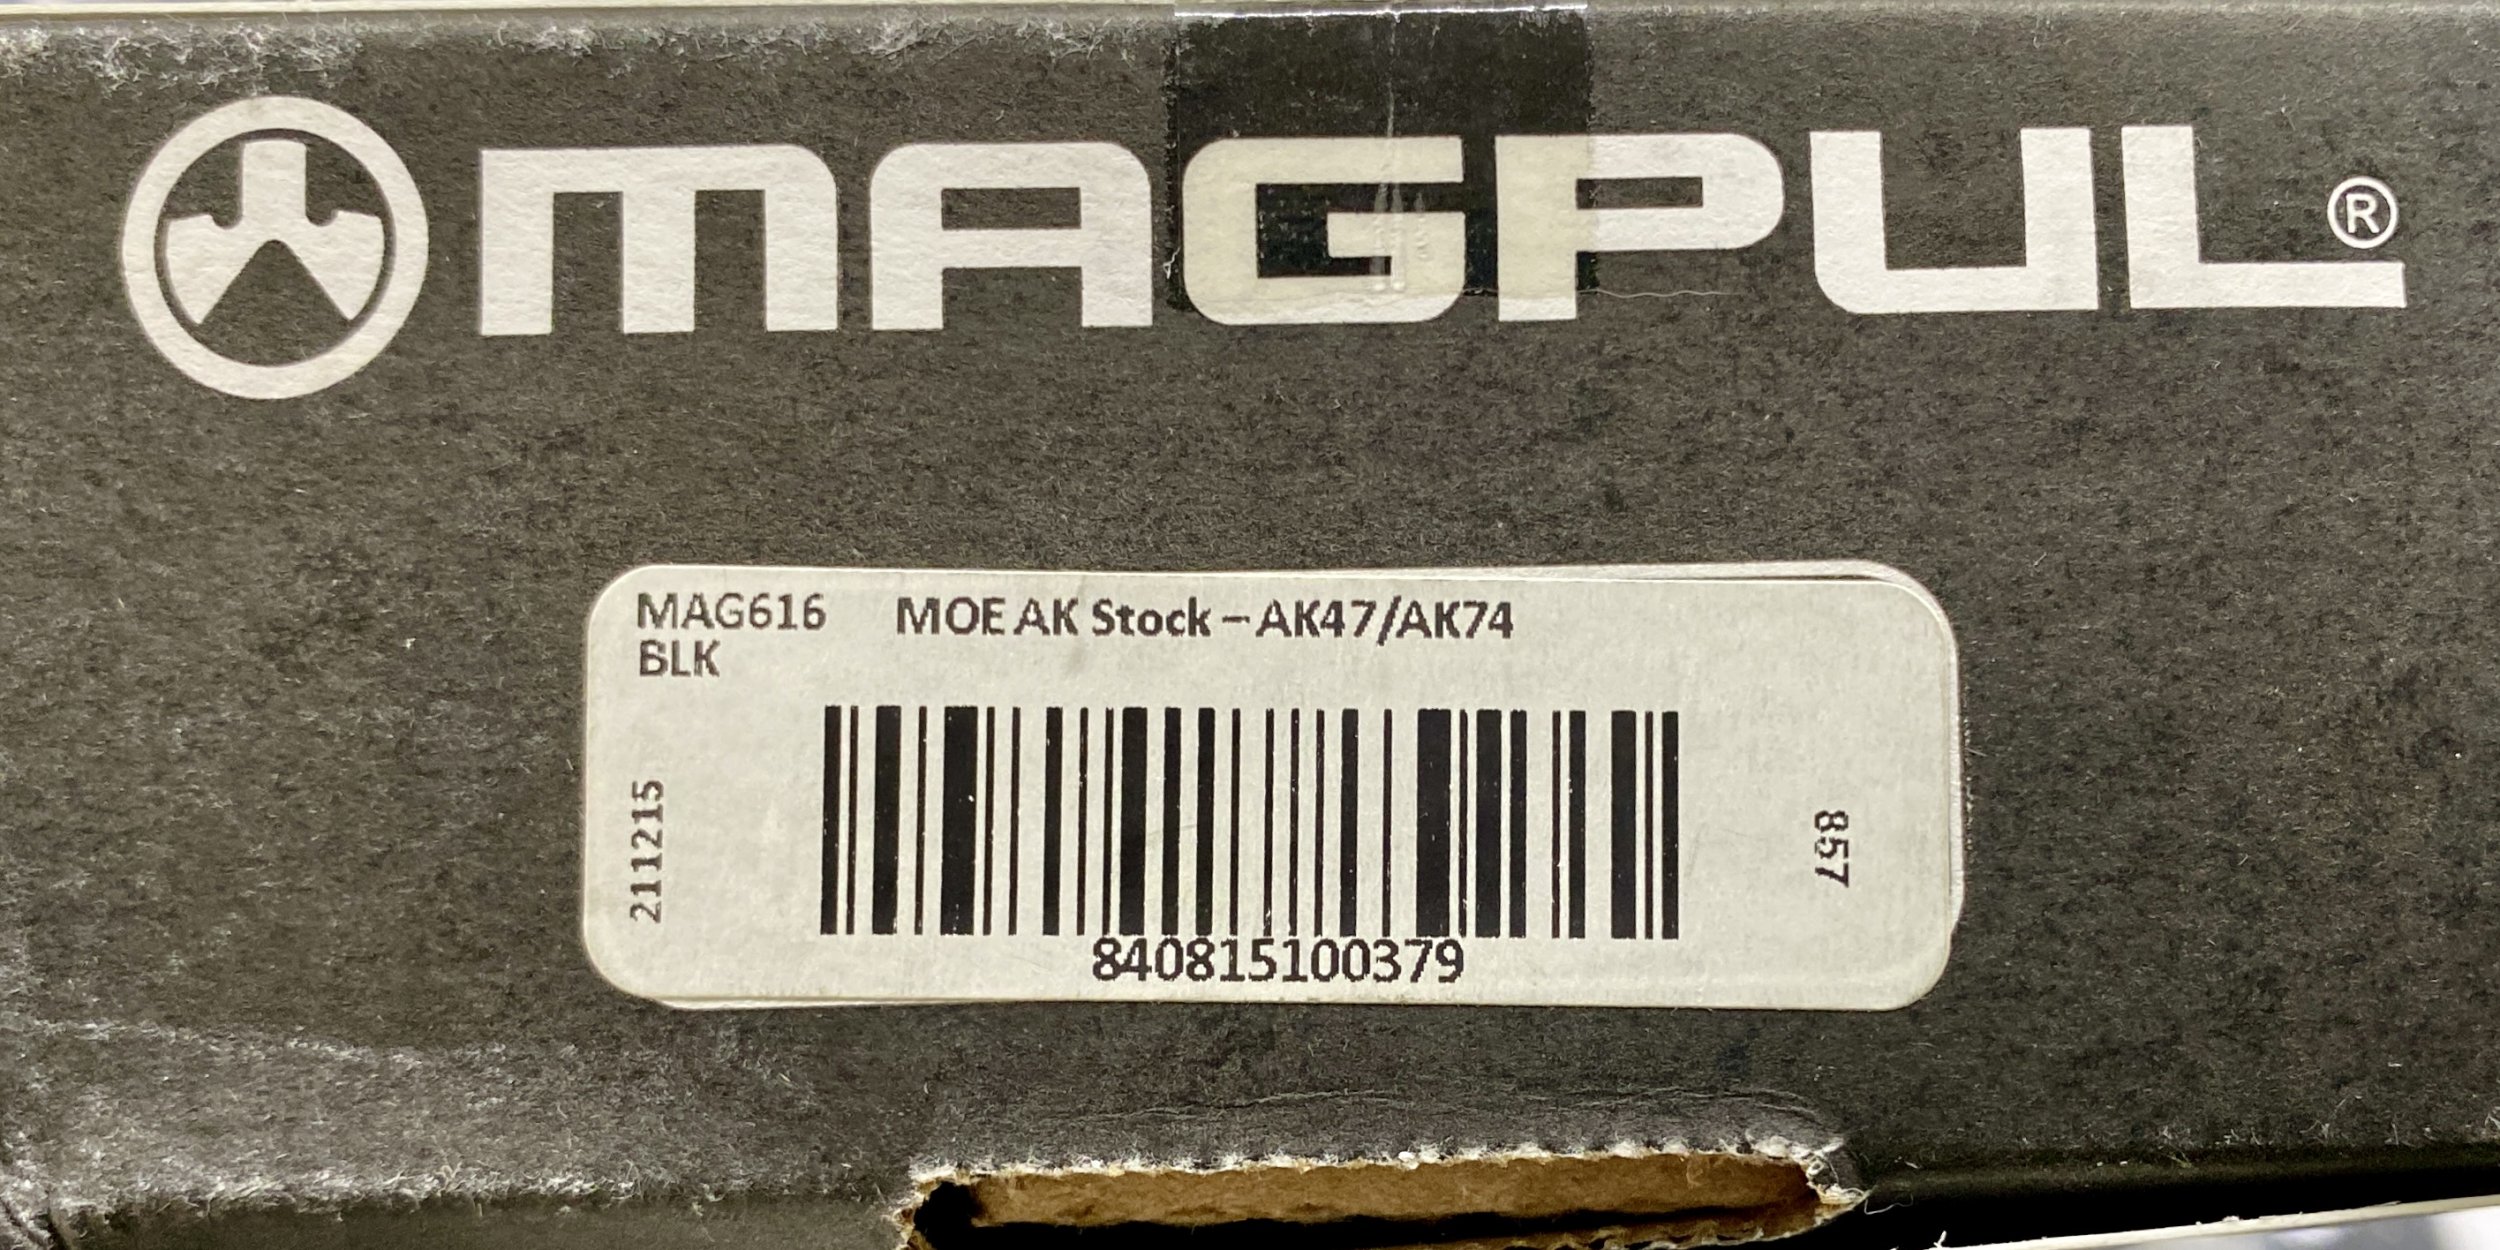 MAGPUL®
MAG616 MOE AK Stock – AK47/AK74
BLK
211215
857
840815100379